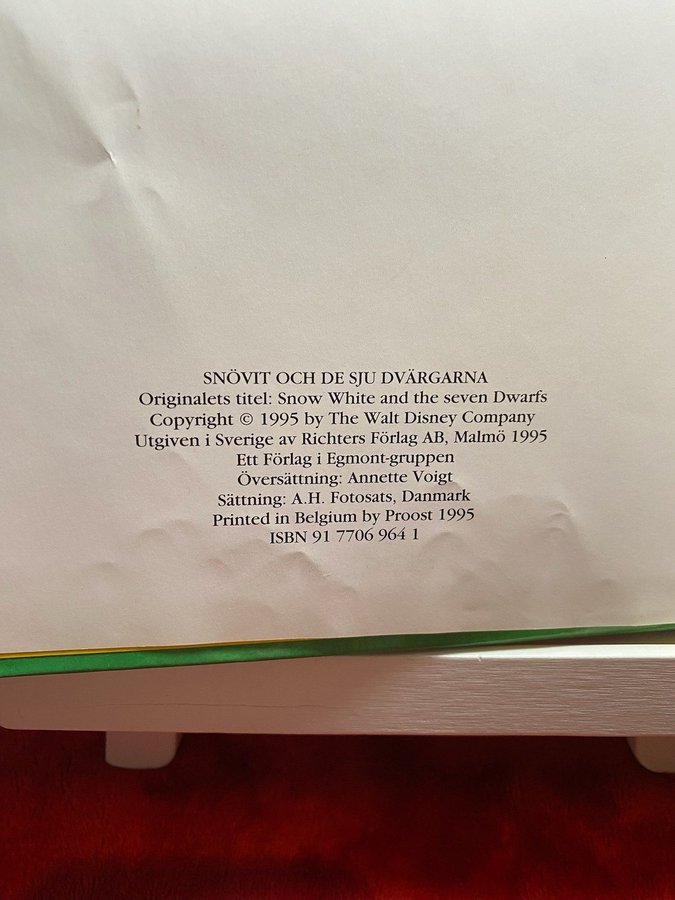 SNÖVIT OCH DE SJU DVÄRGARNA
Originalets titel: Snow White and the seven Dwarfs
Copyright © 1995 by The Walt Disney Company
Utgiven i Sverige av Richters Förlag AB, Malmö 1995
Ett Förlag i Egmont-gruppen
Översättning: Annette Voigt
Sättning: A.H. Fotosats, Danmark
Printed in Belgium by Proost 1995
ISBN 91 7706 964 1